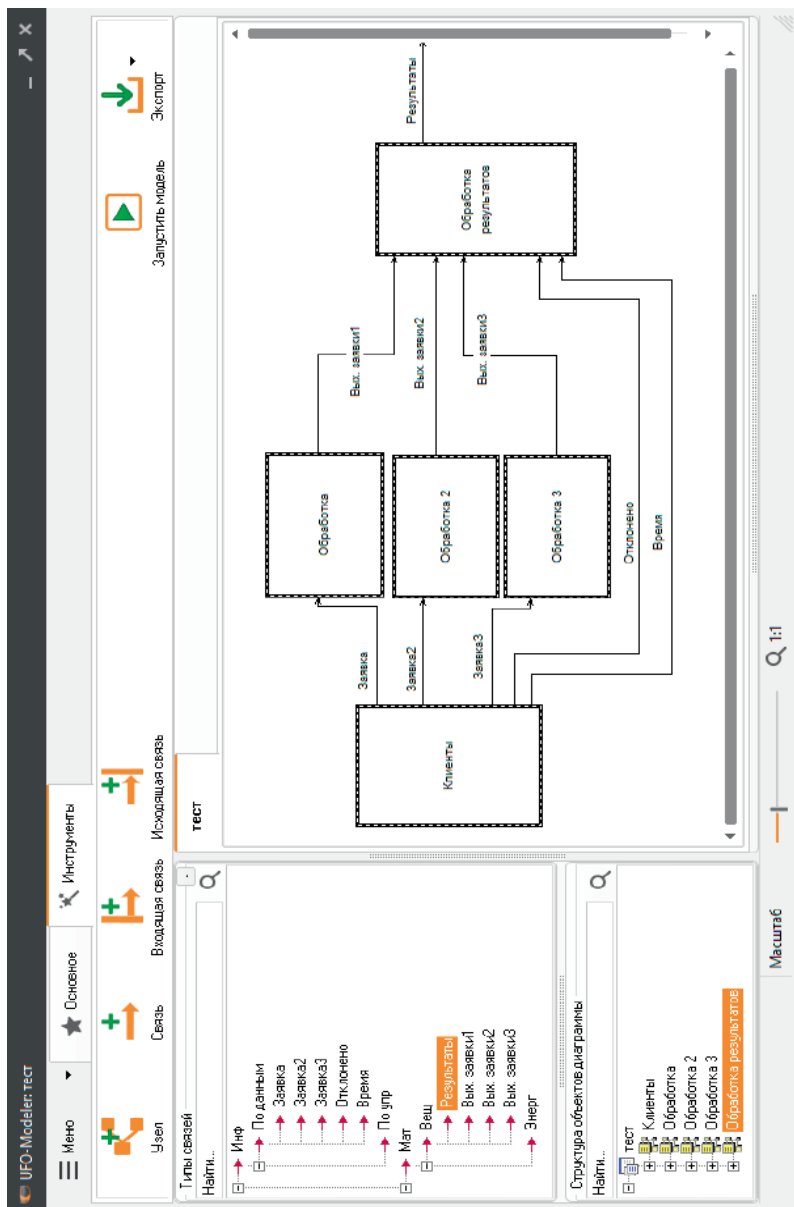 UFO-Modeler: тест
Меню
Основное
Инструменты
Узел
Связь
Входящая связь
Исходящая связь
Запустить модель
Экспорт
Типы связей
Найти...
Инф
По данным
Заявка
Заявка2
Заявка3
Отклонено
Время
По упр
Мат
Вещ
Результаты
Вых. заявки1
Вых. заявки2
Вых. заявки3
Энерг
Структура объектов диаграммы
Найти...
тест
Клиенты
Обработка
Обработка 2
Обработка 3
Обработка результатов
тест
Клиенты
Заявка
Заявка2
Заявка3
Обработка
Обработка 2
Обработка 3
Отклонено
Время
Вых. заявки1
Вых. заявки2
Вых. заявки3
Обработка
результатов
Результаты
Масштаб
1:1